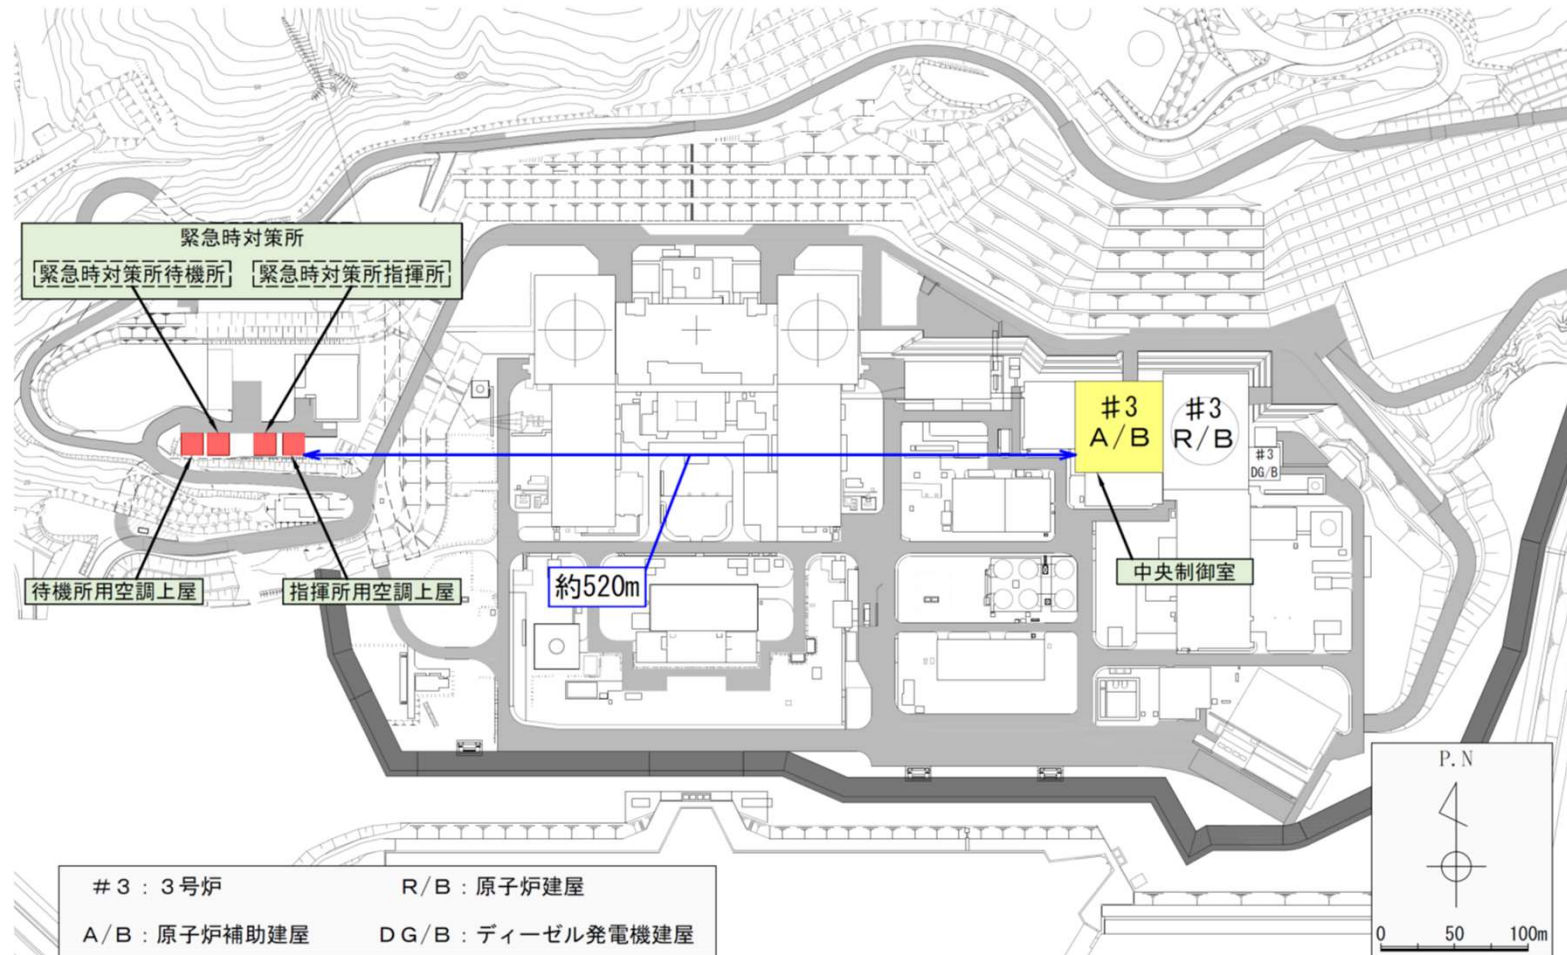 緊急時対策所
緊急時対策所待機所 緊急時対策所指揮所
#3
A/B
#3
R/B
#3
DG/B
約520m
中央制御室
待機所用空調上屋
指揮所用空調上屋
P.N
0 50 100m
#3:3号炉 R/B:原子炉建屋
A/B:原子炉補助建屋 DG/B:ディーゼル発電機建屋